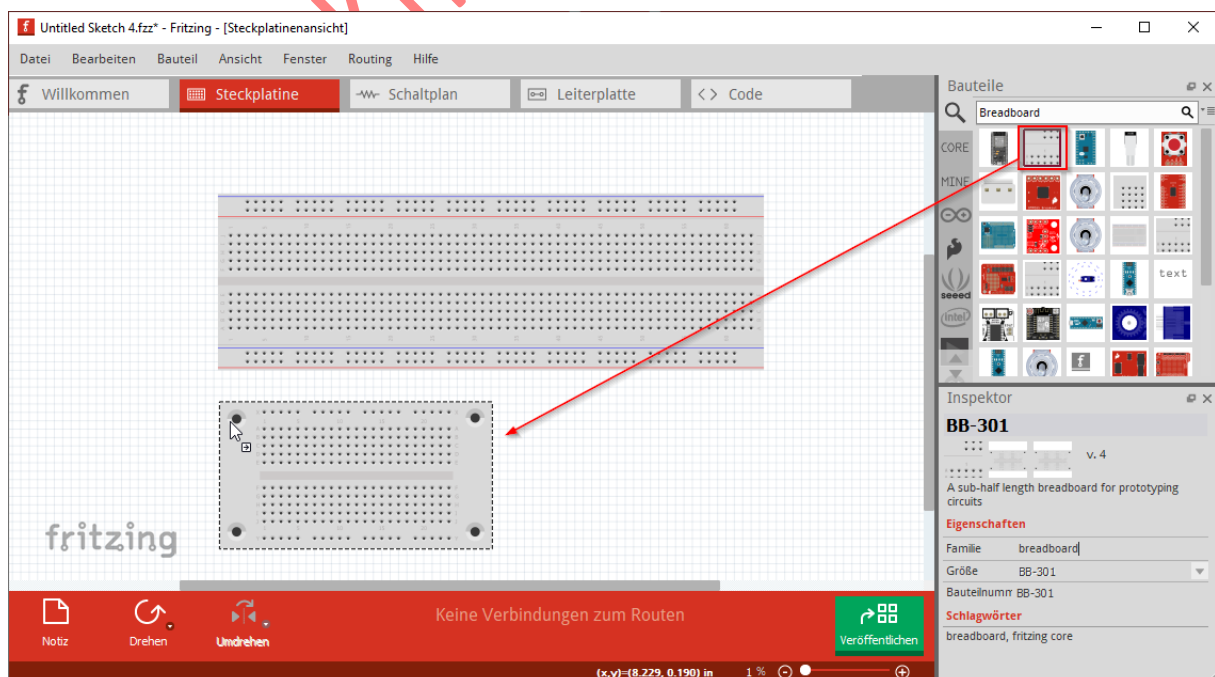 Untitled Sketch 4.fzz* - Fritzing - [Steckplatinenansicht]
Datei Bearbeiten Bauteil Ansicht Fenster Routing Hilfe
Willkommen Steckplatine Schaltplan Leiterplatte Code
Bauteile
Breadboard
CORE
MINE
seeed
intel
text
fritzing
Inspektor
BB-301
v. 4
A sub-half length breadboard for prototyping
circuits
Eigenschaften
Familie breadboard
Größe BB-301
Bauteilnumm BB-301
Schlagwörter
breadboard, fritzing core
Notiz Drehen Umdrehen
Keine Verbindungen zum Routen
Veröffentlichen
(x,y)=(8.229, 0.190) in 1 %